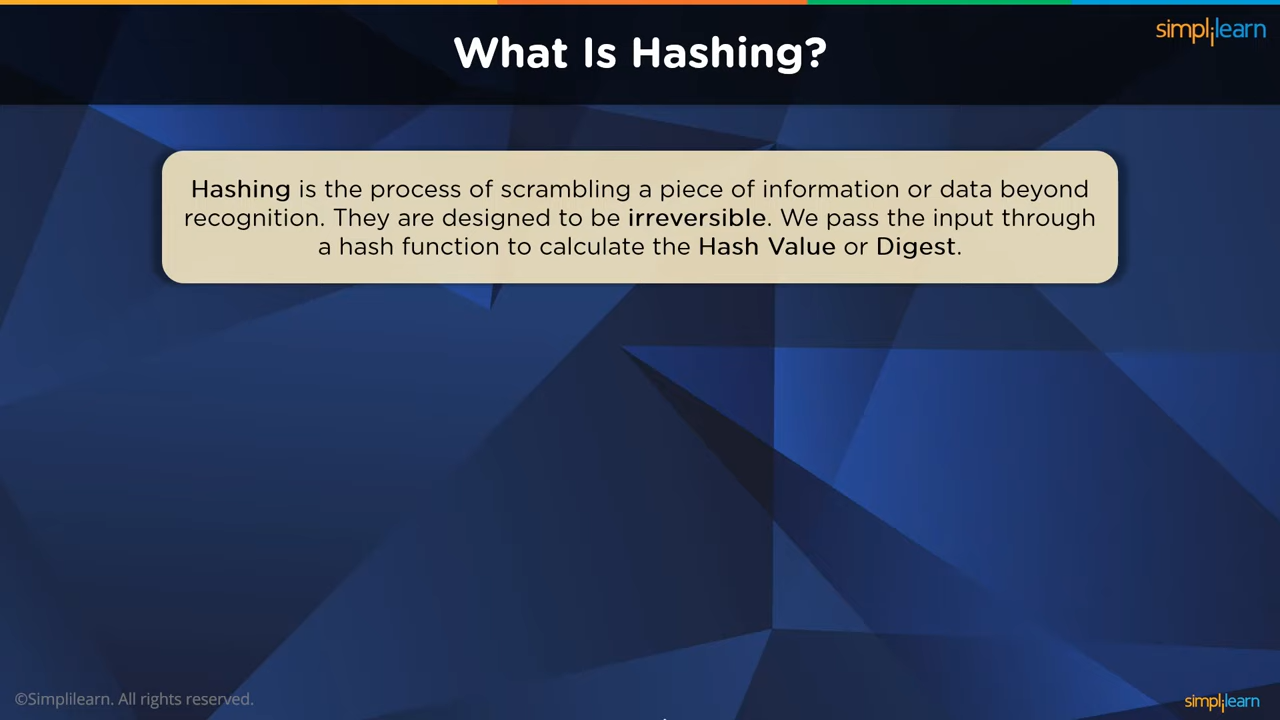 simplilearn
What Is Hashing?
Hashing is the process of scrambling a piece of information or data beyond
recognition. They are designed to be irreversible. We pass the input through
a hash function to calculate the Hash Value or Digest.
©Simplilearn. All rights reserved.
simplilearn